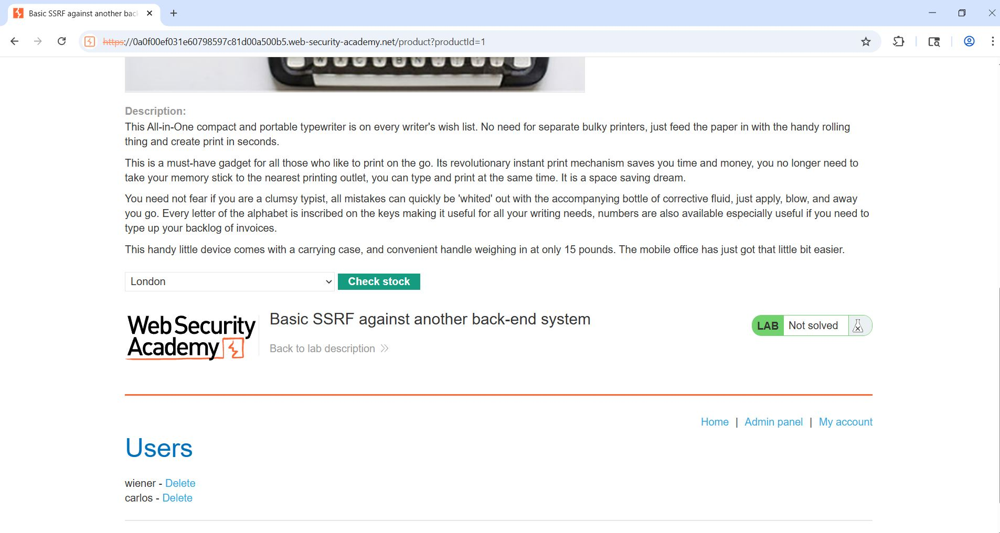 Basic SSRF against another back
https://0a0f00ef031e60798597c81d00a500b5.web-security-academy.net/product?productId=1
Description:
This All-in-One compact and portable typewriter is on every writer's wish list. No need for separate bulky printers, just feed the paper in with the handy rolling
thing and create print in seconds.
This is a must-have gadget for all those who like to print on the go. Its revolutionary instant print mechanism saves you time and money, you no longer need to
take your memory stick to the nearest printing outlet, you can type and print at the same time. It is a space saving dream.
You need not fear if you are a clumsy typist, all mistakes can quickly be 'whited' out with the accompanying bottle of corrective fluid, just apply, blow, and away
you go. Every letter of the alphabet is inscribed on the keys making it useful for all your writing needs, numbers are also available especially useful if you need to
type up your backlog of invoices.
This handy little device comes with a carrying case, and convenient handle weighing in at only 15 pounds. The mobile office has just got that little bit easier.
London Check stock
Web Security
Academy
Basic SSRF against another back-end system
Back to lab description
LAB Not solved
Home | Admin panel | My account
Users
wiener - Delete
carlos - Delete